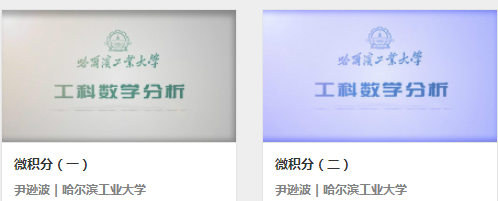 哈尔滨工业大学
工科数学分析
微积分（一）
尹逊波 | 哈尔滨工业大学
哈尔滨工业大学
工科数学分析
微积分（二）
尹逊波 | 哈尔滨工业大学